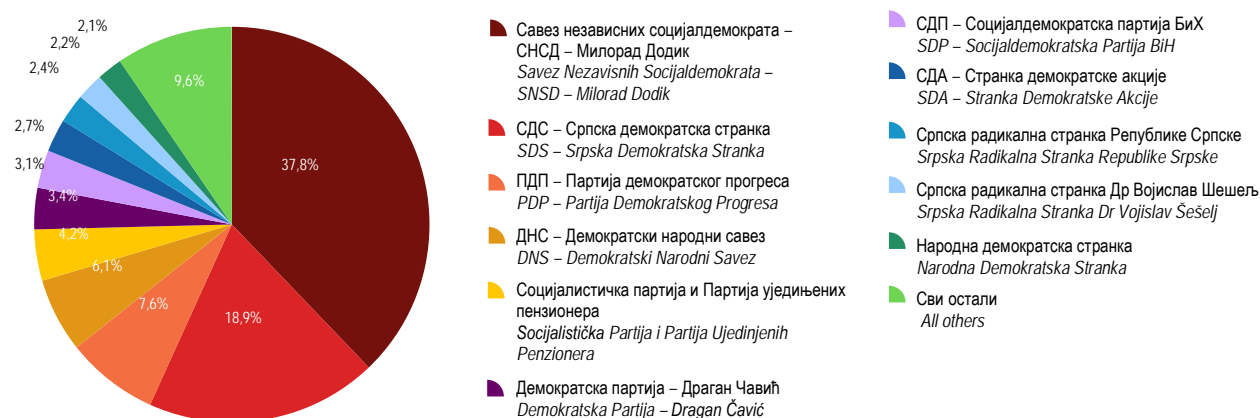 2,1%
2,2%
2,4%
2,7%
3,1%
3,4%
4,2%
6,1%
7,6%
18,9%
37,8%
9,6%
Савез независних социјалдемократа –
СНСД – Милорад Додик
Savez Nezavisnih Socijaldemokrata –
SNSD – Milorad Dodik
СДС – Српска демократска странка
SDS – Srpska Demokratska Stranka
ПДП – Партија демократског прогреса
PDP – Partija Demokratskog Progresa
ДНС – Демократски народни савез
DNS – Demokratski Narodni Savez
Социјалистичка партија и Партија уједињених
пензионера
Socijalistička Partija i Partija Ujedinjenih
Penzionera
Демократска партија – Драган Чавић
Demokratska Partija – Dragan Čavić
СДП – Социјалдемократска партија БиХ
SDP – Socijaldemokratska Partija BiH
СДА – Странка демократске акције
SDA – Stranka Demokratske Akcije
Српска радикална странка Републике Српске
Srpska Radikalna Stranka Republike Srpske
Српска радикална странка Др Војислав Шешељ
Srpska Radikalna Stranka Dr Vojislav Šešelj
Народна демократска странка
Narodna Demokratska Stranka
Сви остали
All others